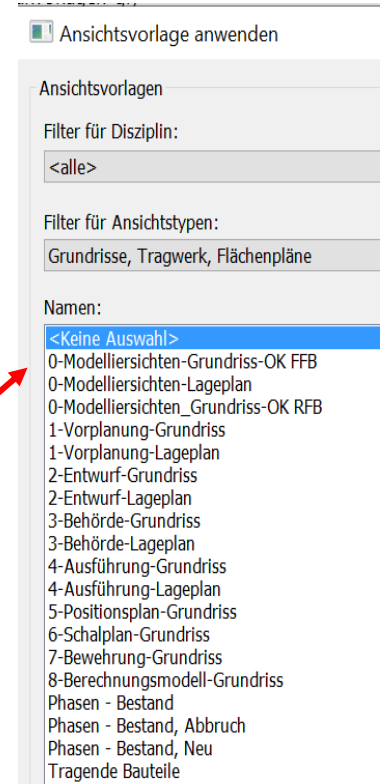 Ansichtsvorlage anwenden
Ansichtsvorlagen
Filter für Disziplin:
<alle>
Filter für Ansichtstypen:
Grundrisse, Tragwerk, Flächenpläne
Namen:
<Keine Auswahl>
0-Modelliersichten-Grundriss-OK FFB
0-Modelliersichten-Lageplan
0-Modelliersichten_Grundriss-OK RFB
1-Vorplanung-Grundriss
1-Vorplanung-Lageplan
2-Entwurf-Grundriss
2-Entwurf-Lageplan
3-Behörde-Grundriss
3-Behörde-Lageplan
4-Ausführung-Grundriss
4-Ausführung-Lageplan
5-Positionsplan-Grundriss
6-Schalplan-Grundriss
7-Bewehrung-Grundriss
8-Berechnungsmodell-Grundriss
Phasen - Bestand
Phasen - Bestand, Abbruch
Phasen - Bestand, Neu
Tragende Bauteile